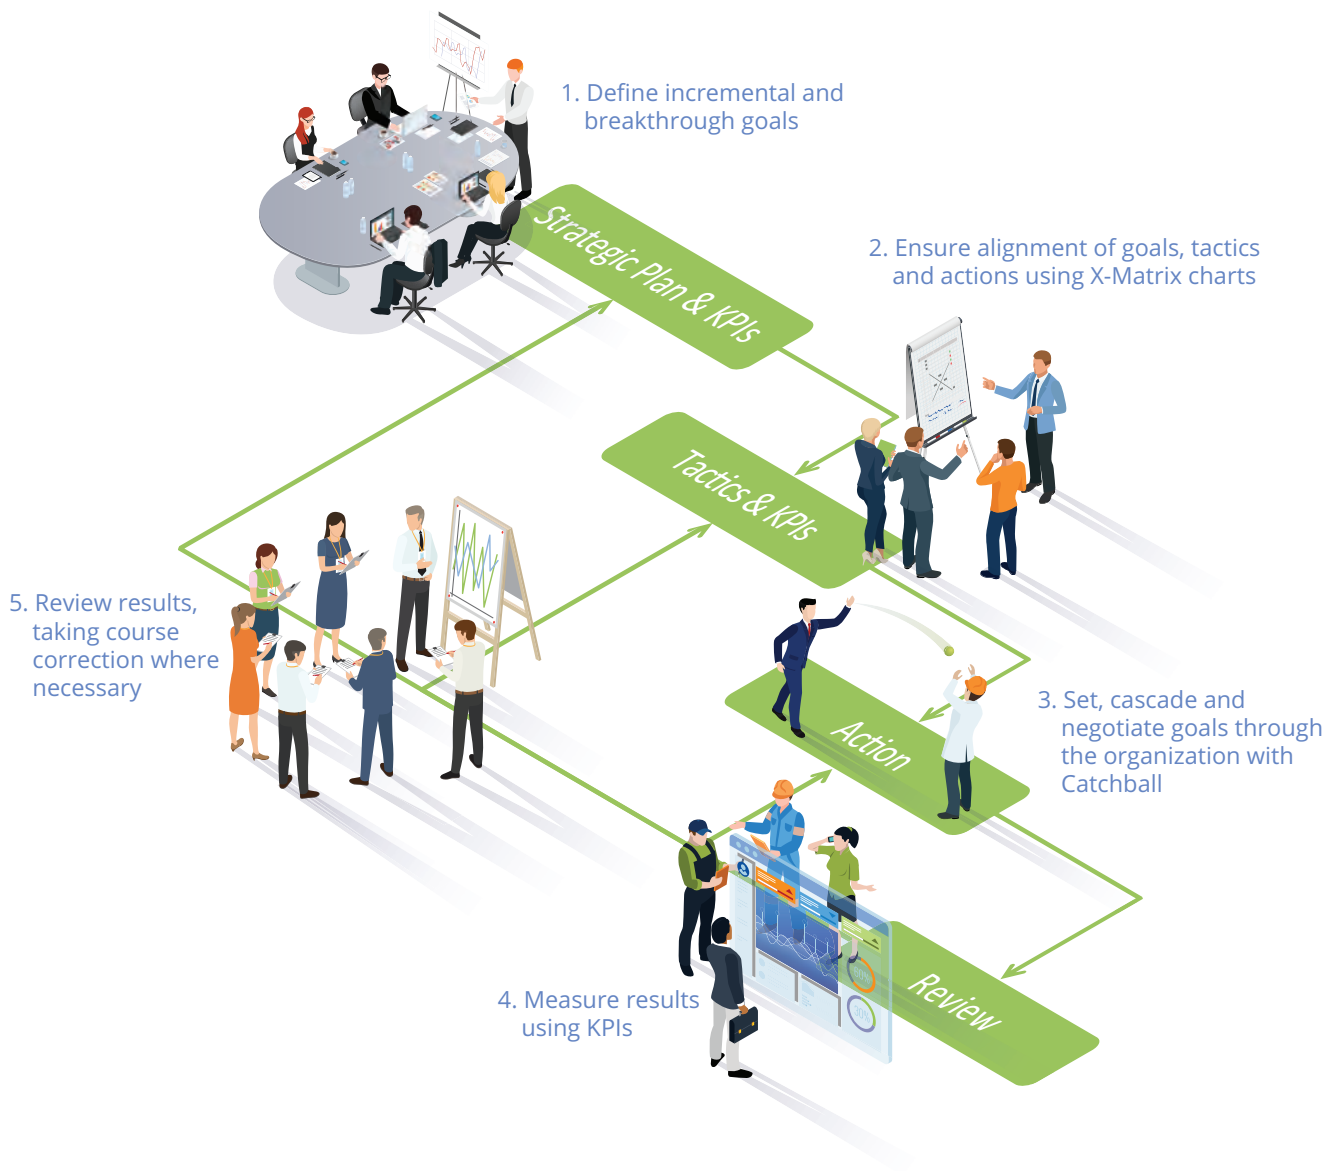 1. Define incremental and
breakthrough goals
Strategic Plan & KPIs
2. Ensure alignment of goals, tactics
and actions using X-Matrix charts
Tactics & KPIs
5. Review results,
taking course
correction where
necessary
3. Set, cascade and
negotiate goals through
the organization with
Catchball
Action
4. Measure results
using KPIs
30%
Review